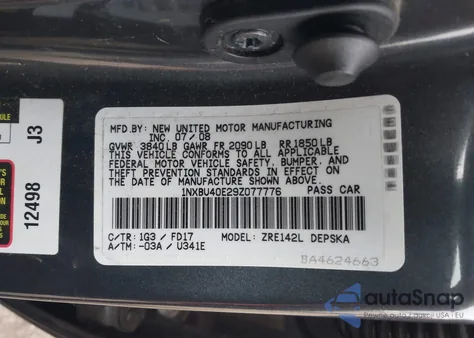 MFD.BY: NEW UNITED MOTOR MANUFACTURING
INC. 07/08
GVWR 3840LB GAWR FR 2090LB RR 1850LB
THIS VEHICLE CONFORMS TO ALL APPLICABLE
FEDERAL MOTOR VEHICLE SAFETY, BUMPER, AND
THEFT PREVENTION STANDARDS IN EFFECT ON
THE DATE OF MANUFACTURE SHOWN ABOVE.
1NXBU40E29Z077776 PASS CAR
C/TR: 1G3 / FD17 MODEL: ZRE142L DEPSKA
A/TM: -03A / U341E
BA4624663
12498 J3
autoSnap